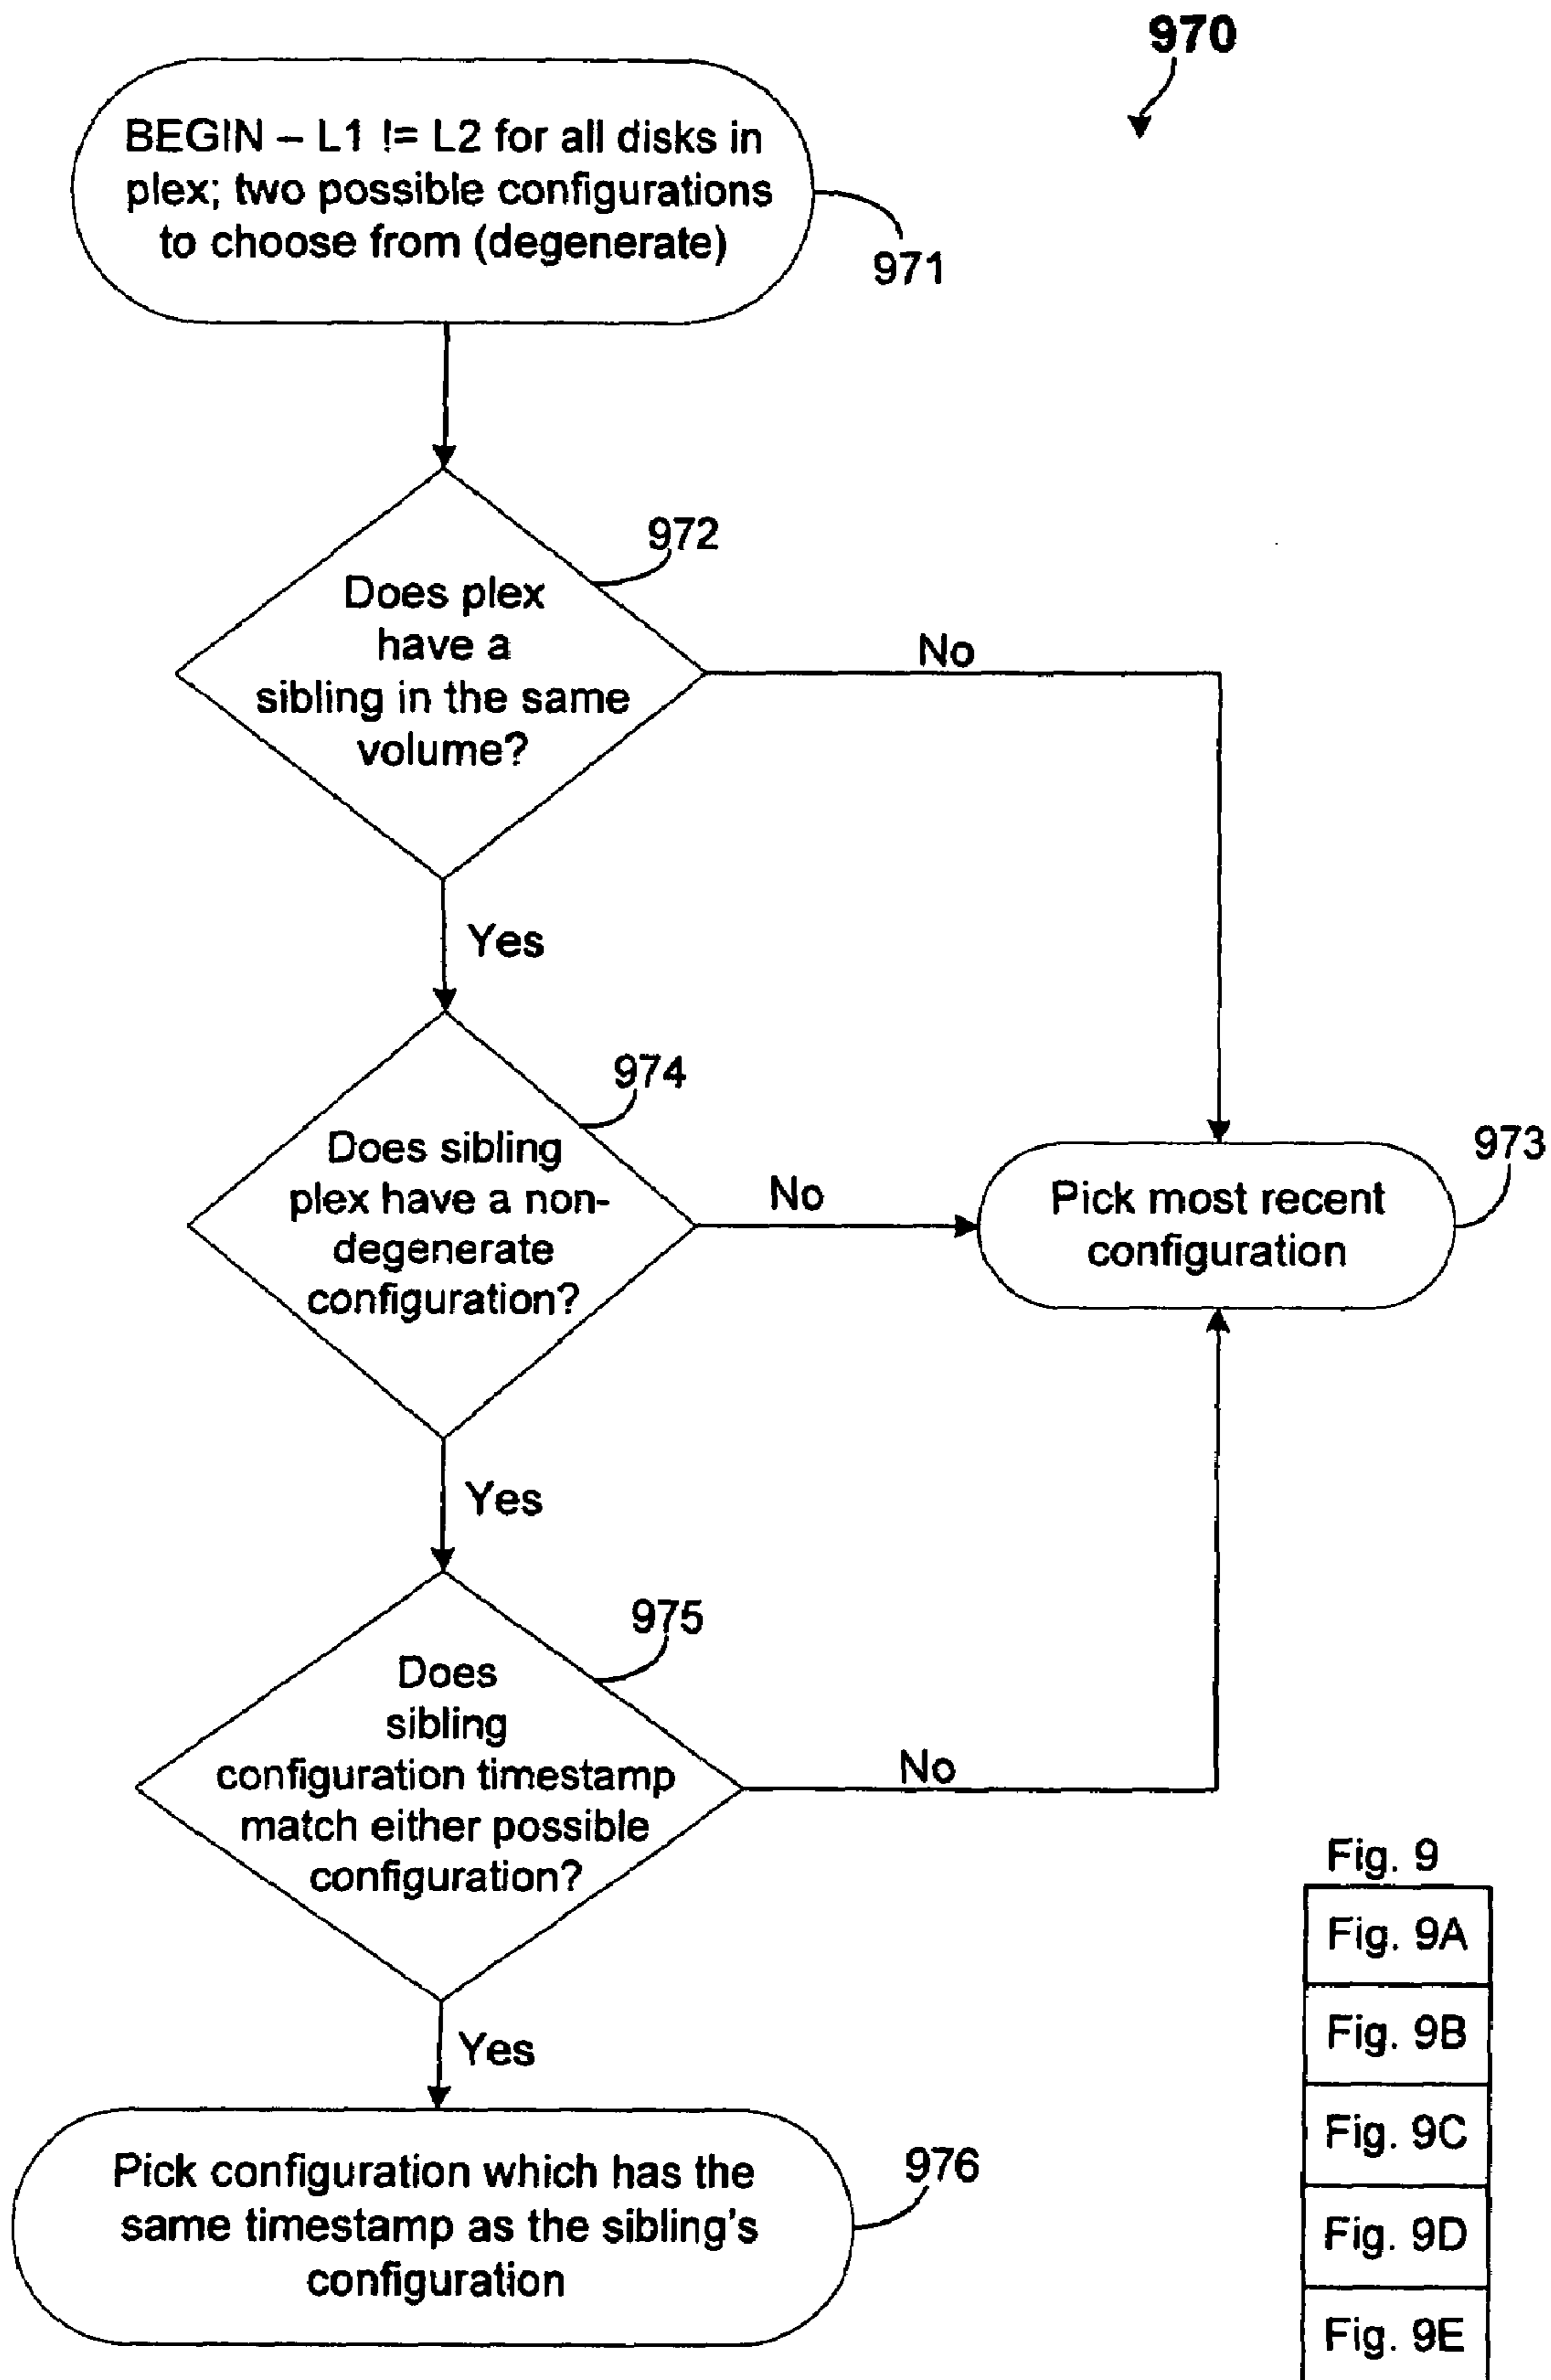 970
BEGIN – L1 != L2 for all disks in
plex; two possible configurations
to choose from (degenerate)
971
972
Does plex
have a
sibling in the same
volume?
No
Yes
974
Does sibling
plex have a non-
degenerate
configuration?
No
973
Pick most recent
configuration
Yes
975
Does
sibling
configuration timestamp
match either possible
configuration?
No
Yes
Pick configuration which has the
same timestamp as the sibling's
configuration
976
Fig. 9
Fig. 9A
Fig. 9B
Fig. 9C
Fig. 9D
Fig. 9E